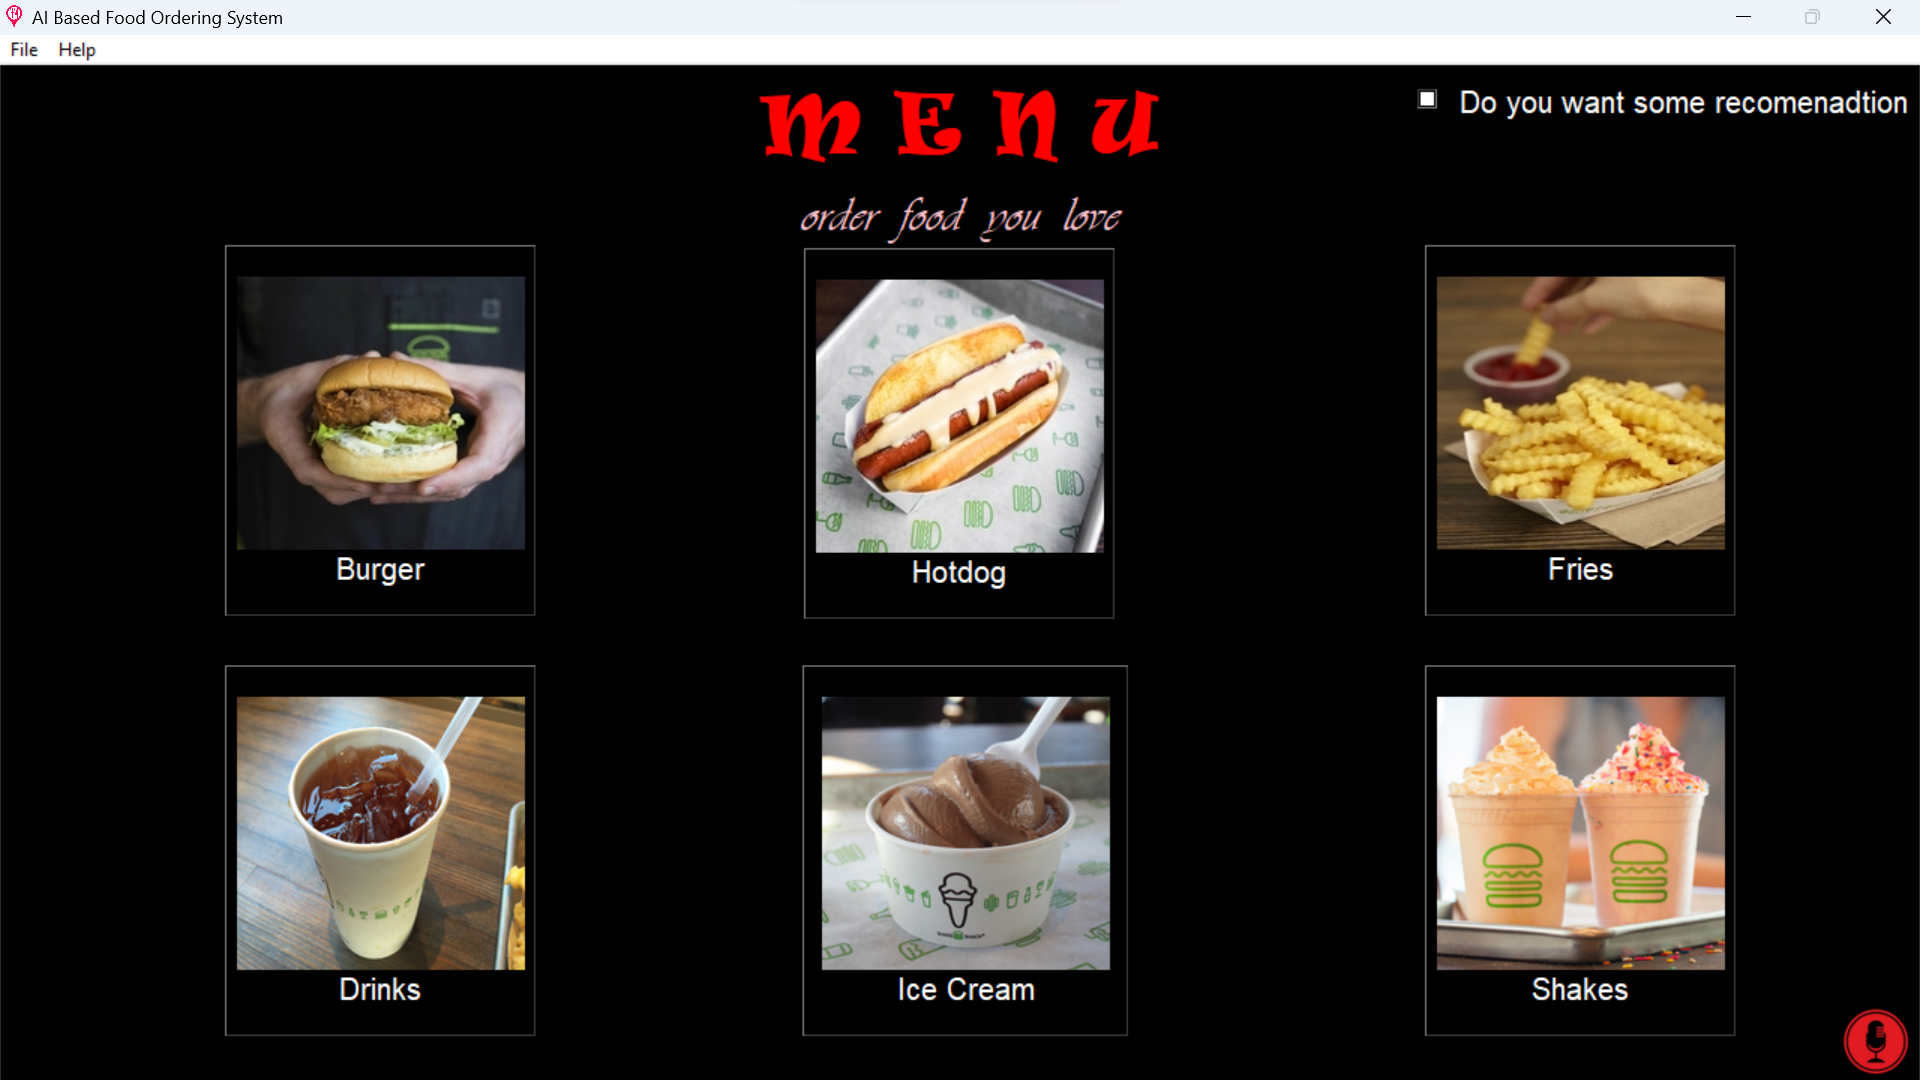 AI Based Food Ordering System
File Help
MENU
Do you want some recomenadtion
order food you love
Burger
Hotdog
Fries
Drinks
Ice Cream
Shakes